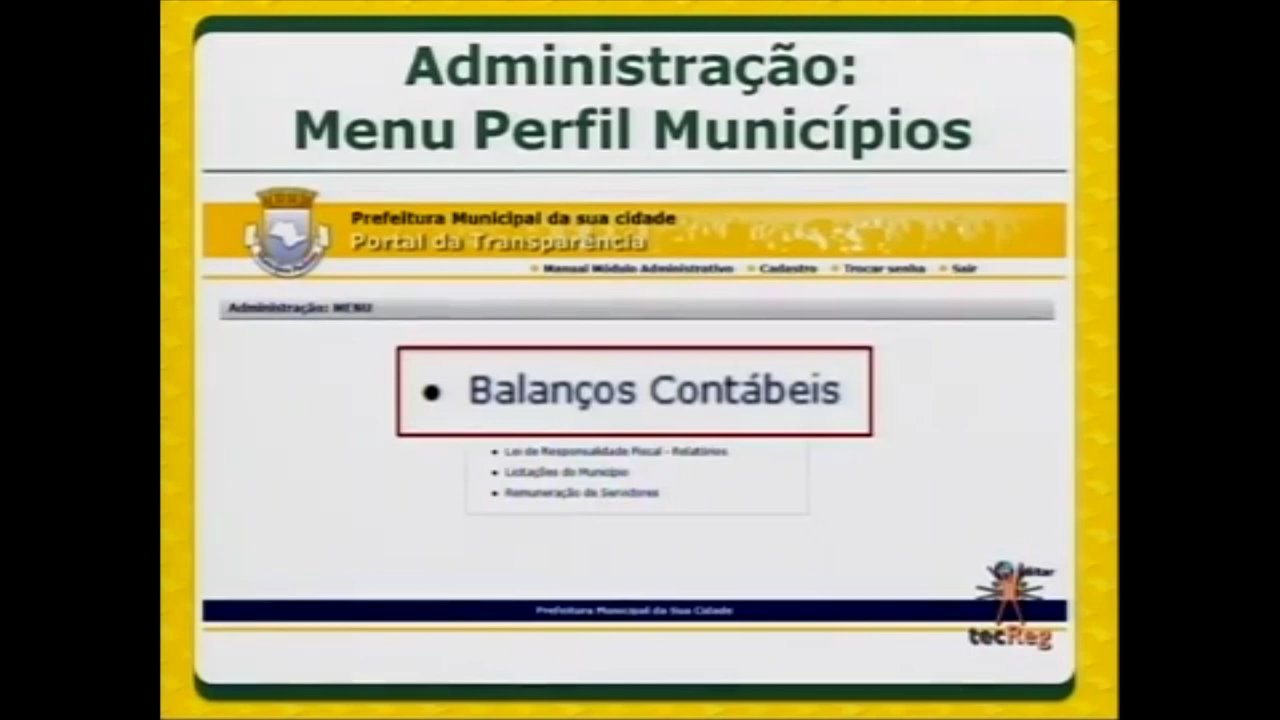 Administração:
Menu Perfil Municípios
Prefeitura Municipal da sua cidade
Portal da Transparência
Manual Módulo Administrativo Cadastro Trocar senha Sair
Administração: MENU
• Balanços Contábeis
• Lei de Responsabilidade Fiscal - Relatórios
• Licitações do Município
• Remuneração de Servidores
Prefeitura Municipal da Sua Cidade
tecReg